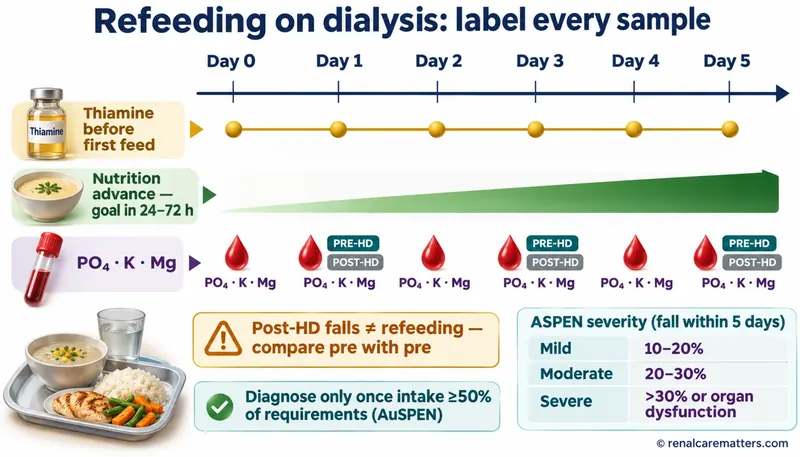 Refeeding on dialysis: label every sample
Day 0 Day 1 Day 2 Day 3 Day 4 Day 5
Thiamine
Thiamine
before
first feed
Nutrition
advance —
goal in 24–72 h
PO₄ · K · Mg
PRE-HD
POST-HD
PRE-HD
POST-HD
PRE-HD
POST-HD
PO₄ · K · Mg PO₄ · K · Mg PO₄ · K · Mg PO₄ · K · Mg PO₄ · K · Mg PO₄ · K · Mg
Post-HD falls ≠ refeeding —
compare pre with pre
Diagnose only once intake ≥50%
of requirements (AuSPEN)
ASPEN severity (fall within 5 days)
Mild 10–20%
Moderate 20–30%
Severe >30% or organ
dysfunction
© renalcarematters.com